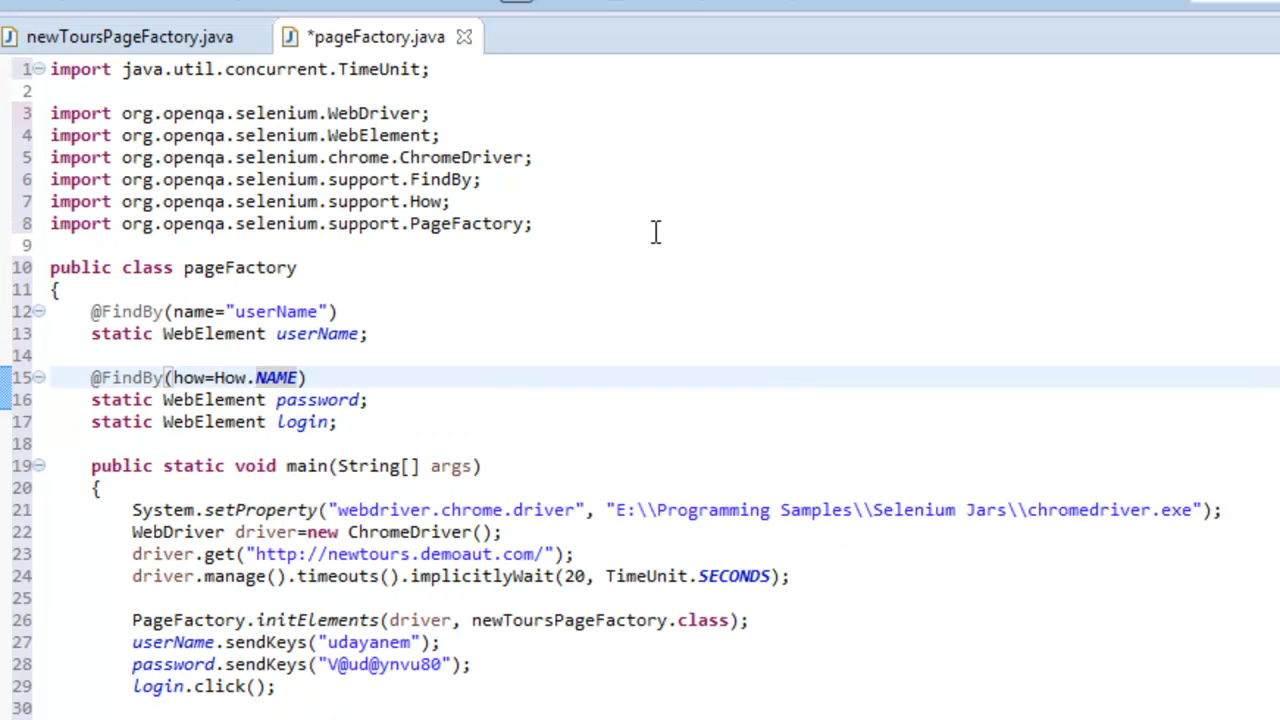 newToursPageFactory.java
*pageFactory.java
1 import java.util.concurrent.TimeUnit;
2
3 import org.openqa.selenium.WebDriver;
4 import org.openqa.selenium.WebElement;
5 import org.openqa.selenium.chrome.ChromeDriver;
6 import org.openqa.selenium.support.FindBy;
7 import org.openqa.selenium.support.How;
8 import org.openqa.selenium.support.PageFactory;
9
10 public class pageFactory
11 {
12 @FindBy(name="userName")
13 static WebElement userName;
14
15 @FindBy(how=How.NAME)
16 static WebElement password;
17 static WebElement login;
18
19 public static void main(String[] args)
20 {
21 System.setProperty("webdriver.chrome.driver", "E:\\Programming Samples\\Selenium Jars\\chromedriver.exe");
22 WebDriver driver=new ChromeDriver();
23 driver.get("http://newtours.demoaut.com/");
24 driver.manage().timeouts().implicitlyWait(20, TimeUnit.SECONDS);
25
26 PageFactory.initElements(driver, newToursPageFactory.class);
27 userName.sendKeys("udayanem");
28 password.sendKeys("V@ud@ynvu80");
29 login.click();
30